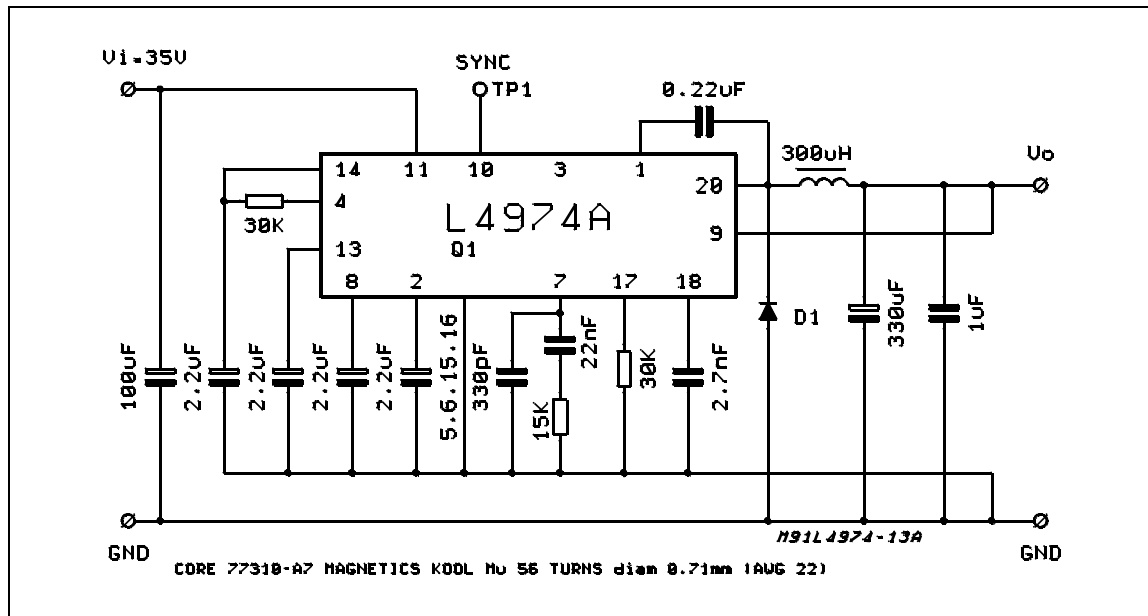 Vi=35V
SYNC
TP1
0.22uF
300uH
Vo
14
11
10
3
1
20
4
30K
L4974A
9
13
Q1
8
2
7
17
18
100uF
2.2uF
2.2uF
2.2uF
2.2uF
5.6.15.16
330pF
22nF
15K
30K
2.7nF
D1
330uF
1uF
GND
M91L4974-13A
GND
CORE 77310-A7 MAGNETICS KOOL Mu 56 TURNS diam 0.71mm (AWG 22)